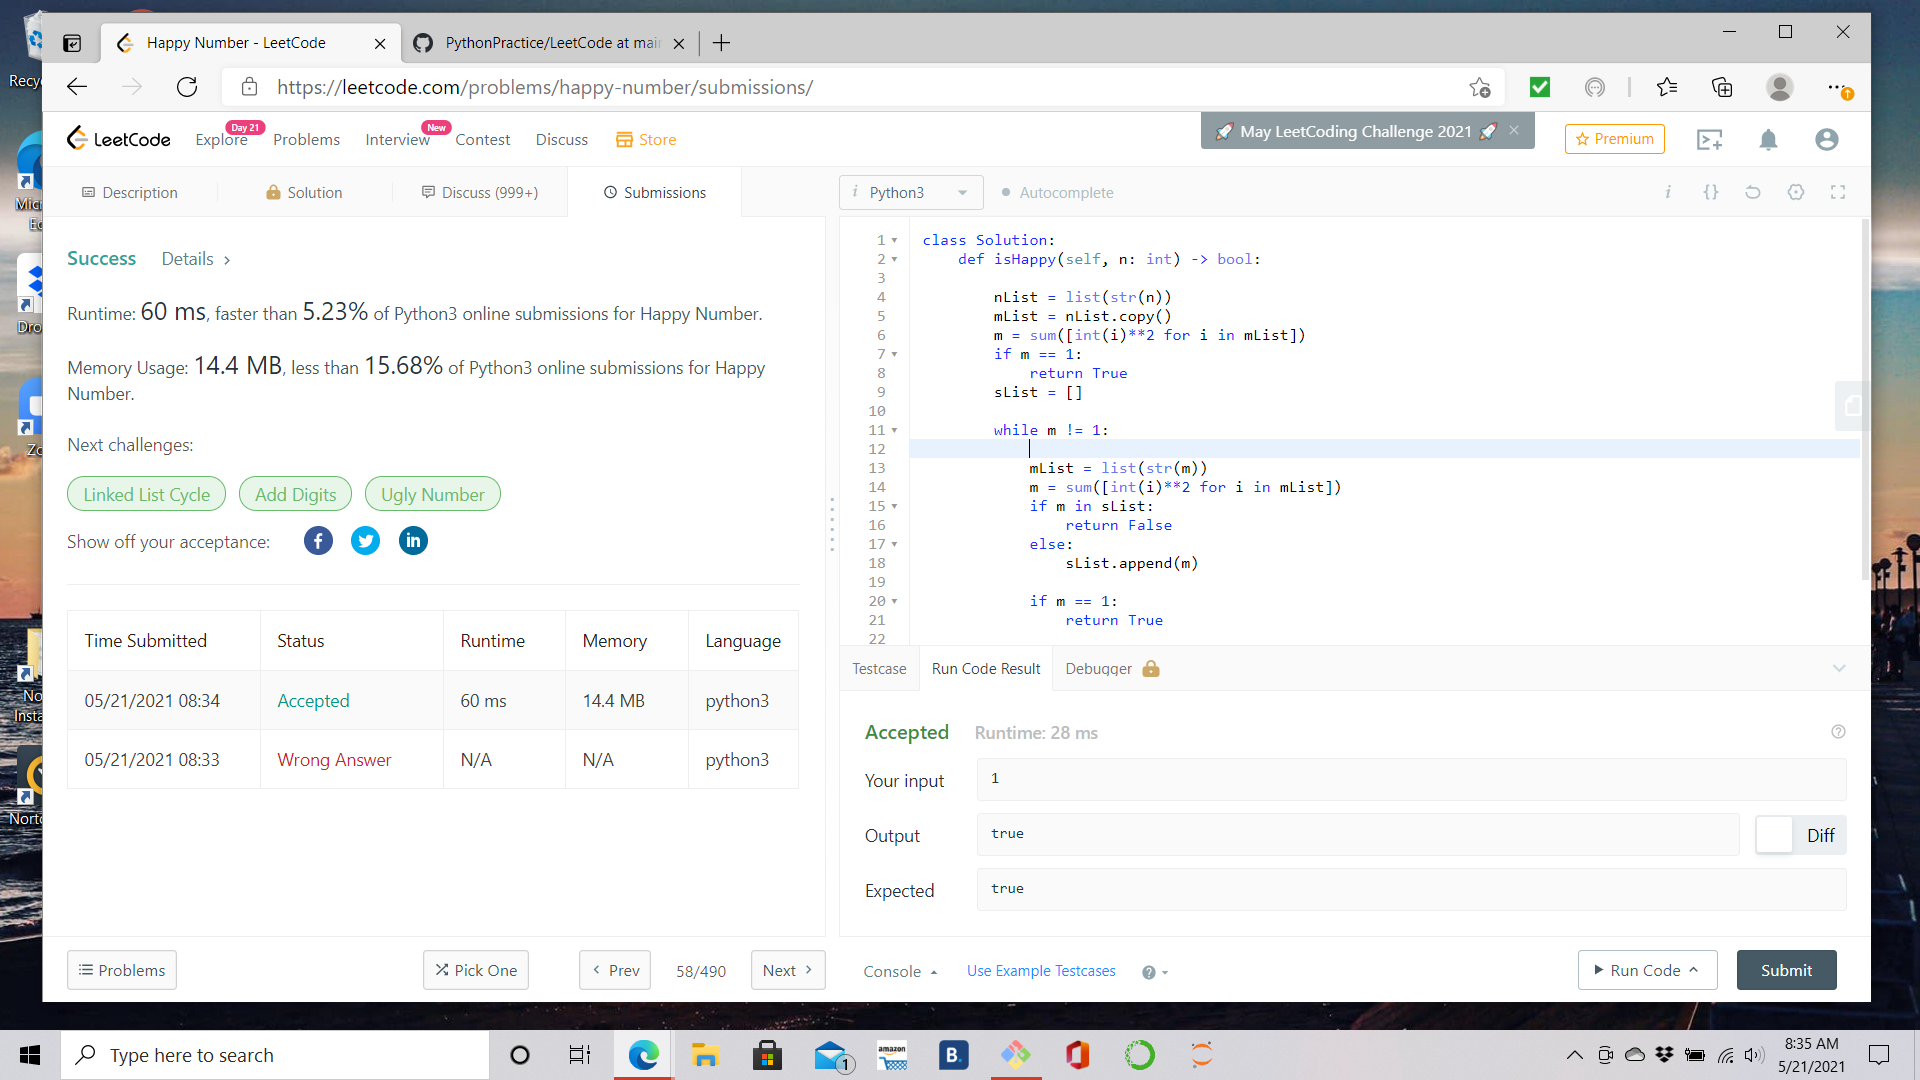 Happy Number - LeetCode
PythonPractice/LeetCode at mai
https://leetcode.com/problems/happy-number/submissions/
LeetCode
Explore
Day 21
Problems
Interview
New
Contest
Discuss
Store
🚀 May LeetCoding Challenge 2021 🚀
Premium
Description
Solution
Discuss (999+)
Submissions
Success
Details
Runtime: 60 ms, faster than 5.23% of Python3 online submissions for Happy Number.
Memory Usage: 14.4 MB, less than 15.68% of Python3 online submissions for Happy
Number.
Next challenges:
Linked List Cycle
Add Digits
Ugly Number
Show off your acceptance:
Time Submitted Status Runtime Memory Language
05/21/2021 08:34 Accepted 60 ms 14.4 MB python3
05/21/2021 08:33 Wrong Answer N/A N/A python3
Problems
Pick One
Prev
58/490
Next
i Python3
Autocomplete
1 class Solution:
2 def isHappy(self, n: int) -> bool:
3
4 nList = list(str(n))
5 mList = nList.copy()
6 m = sum([int(i)**2 for i in mList])
7 if m == 1:
8 return True
9 sList = []
10
11 while m != 1:
12
13 mList = list(str(m))
14 m = sum([int(i)**2 for i in mList])
15 if m in sList:
16 return False
17 else:
18 sList.append(m)
19
20 if m == 1:
21 return True
22
Testcase
Run Code Result
Debugger
Accepted
Runtime: 28 ms
Your input
1
Output
true
Diff
Expected
true
Console
Use Example Testcases
Run Code
Submit
Recyc
Mic
Ed
Dro
Zo
No
Insta
Norto
Type here to search
amazon
B.
1
8:35 AM
5/21/2021